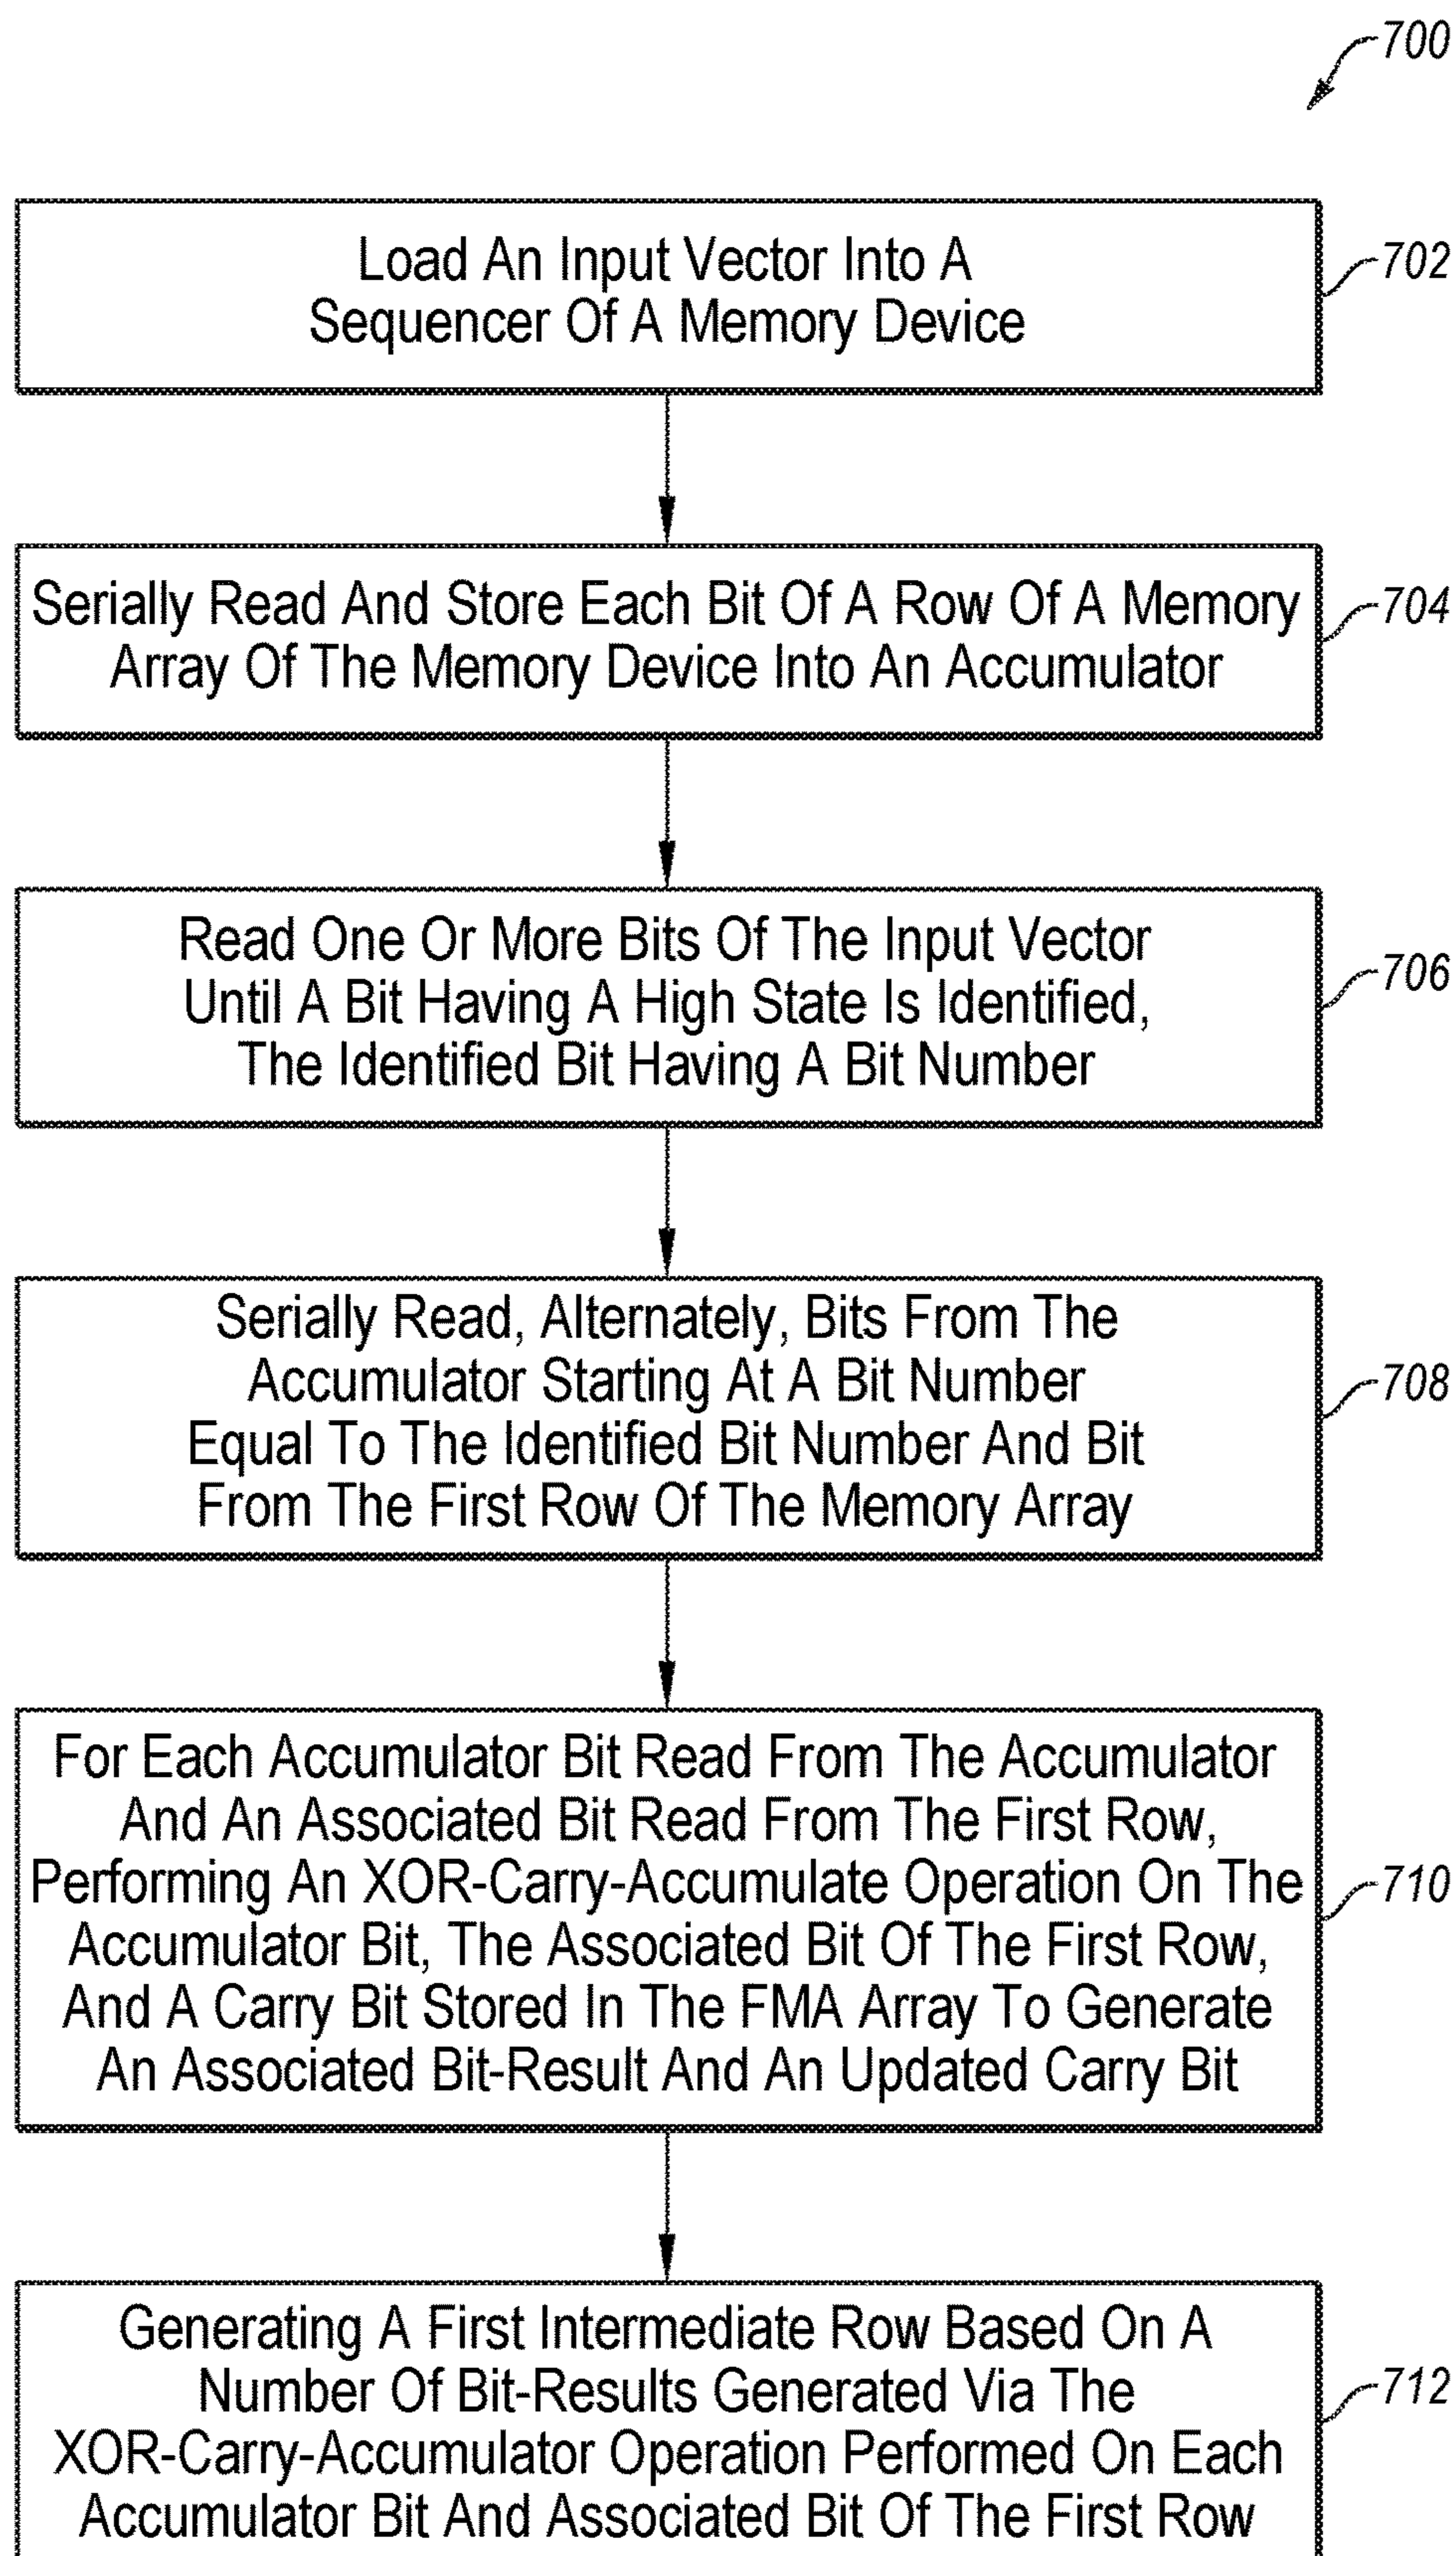 700
Load An Input Vector Into A
Sequencer Of A Memory Device
702
Serially Read And Store Each Bit Of A Row Of A Memory
Array Of The Memory Device Into An Accumulator
704
Read One Or More Bits Of The Input Vector
Until A Bit Having A High State Is Identified,
The Identified Bit Having A Bit Number
706
Serially Read, Alternately, Bits From The
Accumulator Starting At A Bit Number
Equal To The Identified Bit Number And Bit
From The First Row Of The Memory Array
708
For Each Accumulator Bit Read From The Accumulator
And An Associated Bit Read From The First Row,
Performing An XOR-Carry-Accumulate Operation On The
Accumulator Bit, The Associated Bit Of The First Row,
And A Carry Bit Stored In The FMA Array To Generate
An Associated Bit-Result And An Updated Carry Bit
710
Generating A First Intermediate Row Based On A
Number Of Bit-Results Generated Via The
XOR-Carry-Accumulator Operation Performed On Each
Accumulator Bit And Associated Bit Of The First Row
712